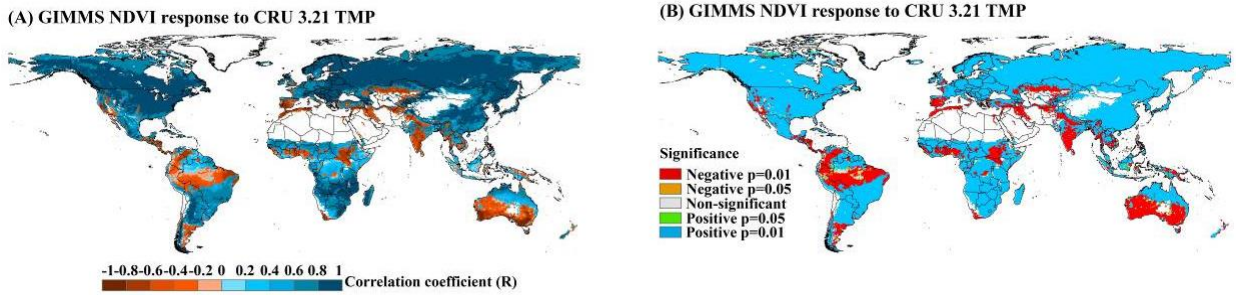 (A) GIMMS NDVI response to CRU 3.21 TMP
-1-0.8-0.6-0.4-0.2 0 0.2 0.4 0.6 0.8 1
Correlation coefficient (R)
(B) GIMMS NDVI response to CRU 3.21 TMP
Significance
Negative p=0.01
Negative p=0.05
Non-significant
Positive p=0.05
Positive p=0.01